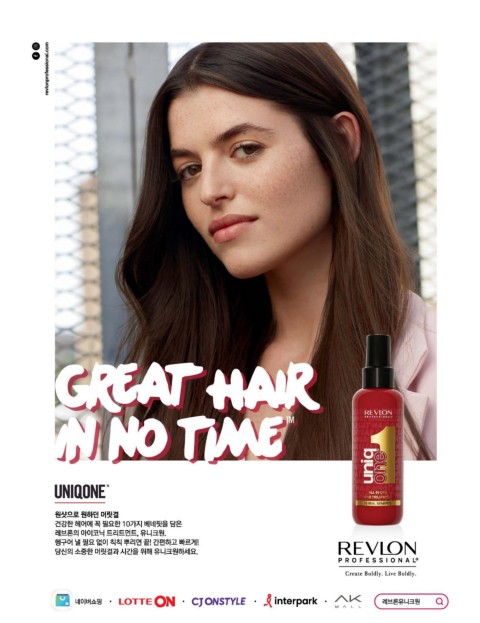 revlonprofessional.com
GREAT HAIR
IN NO TIME™
UNIQONE®
원샷으로 원하던 머릿결
건강한 헤어에 꼭 필요한 10가지 베네핏을 담은
레브론의 아이코닉 트리트먼트, 유니크원.
헹구어 낼 필요 없이 칙칙 뿌리면 끝! 간편하고 빠르게!
당신의 소중한 머릿결과 시간을 위해 유니크원하세요.
REVLON
PROFESSIONAL
uniq
one
1
REVLON
PROFESSIONAL®
Create Boldly. Live Boldly.
네이버쇼핑 · LOTTE ON · CJ ONSTYLE · interpark · AK MALL 레브론유니크원